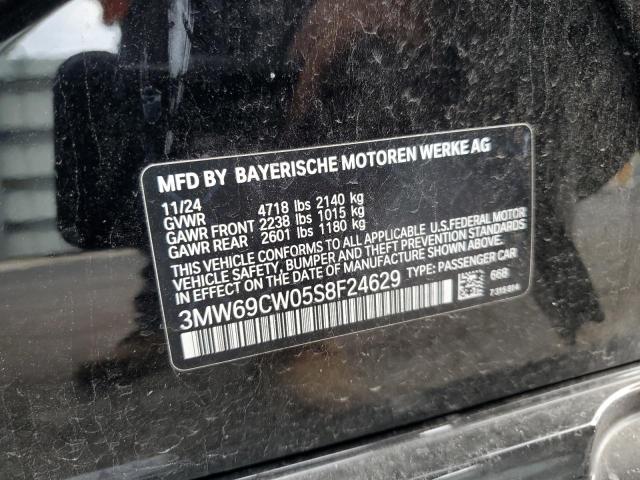 MFD BY BAYERISCHE MOTOREN WERKE AG
11/24
GVWR 4718 lbs 2140 kg
GAWR FRONT 2238 lbs 1015 kg
GAWR REAR 2601 lbs 1180 kg
THIS VEHICLE CONFORMS TO ALL APPLICABLE U.S.FEDERAL MOTOR
VEHICLE SAFETY, BUMPER AND THEFT PREVENTION STANDARDS
IN EFFECT ON THE DATE OF MANUFACTURE SHOWN ABOVE.
3MW69CW05S8F24629 TYPE: PASSENGER CAR
668